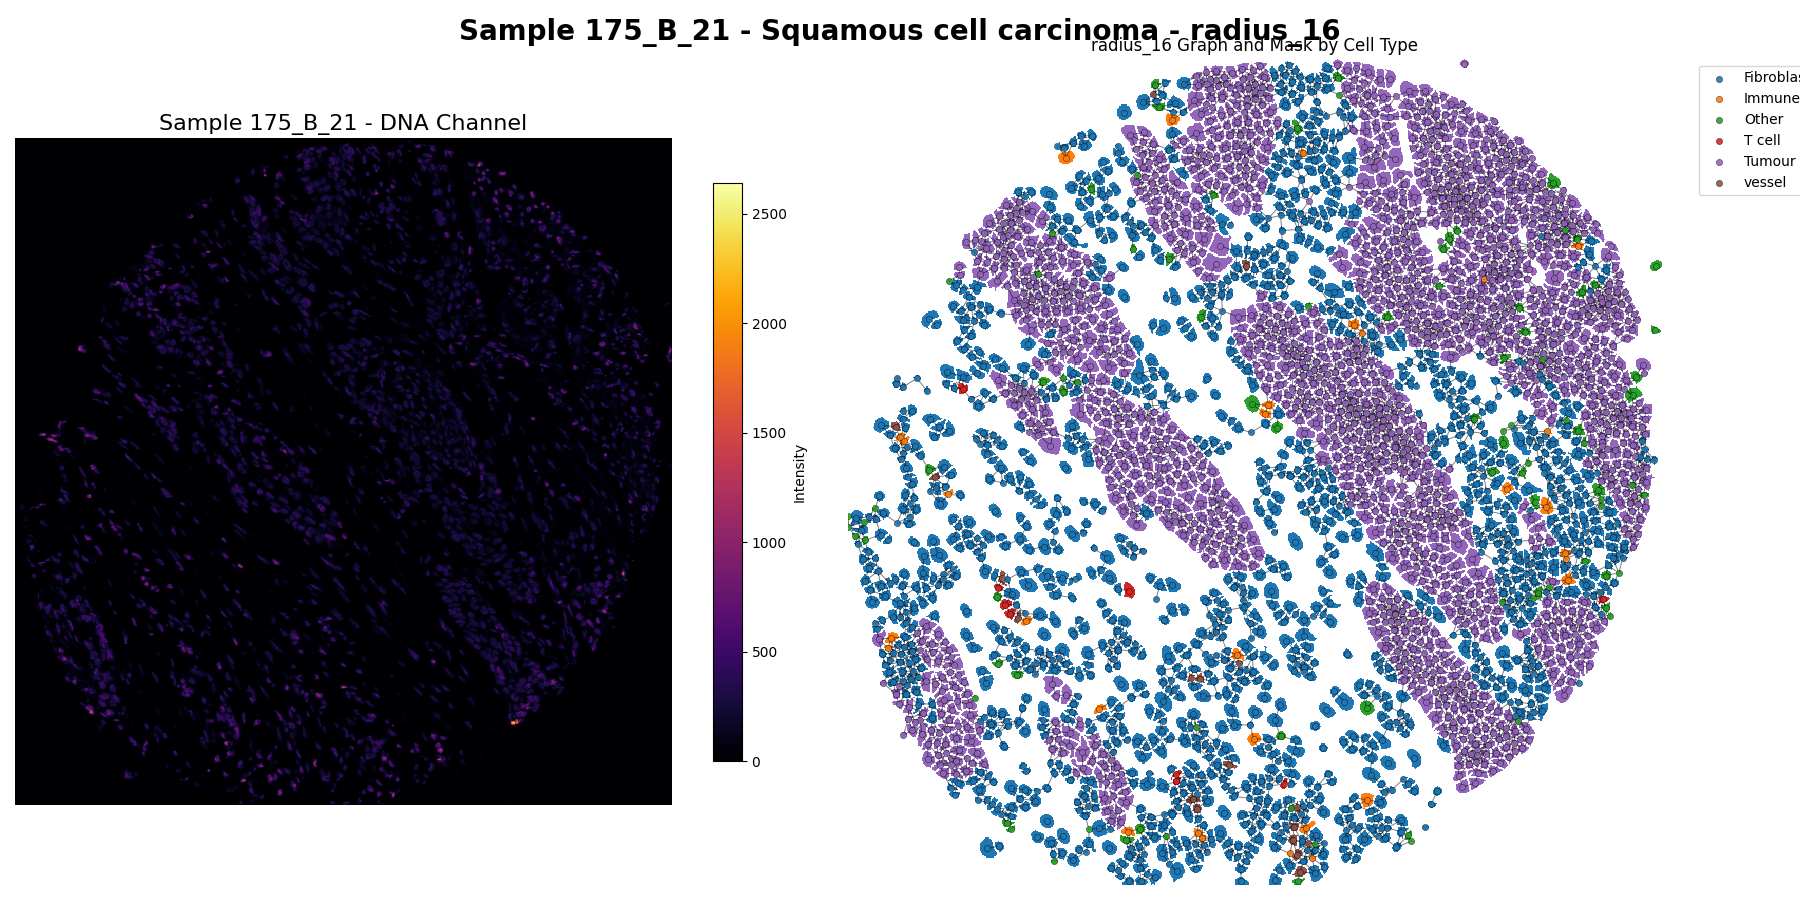 Sample 175_B_21 - Squamous cell carcinoma - radius_16
radius_16 Graph and Mask by Cell Type
Sample 175_B_21 - DNA Channel
2500
2000
1500
1000
500
0
Intensity
Fibroblas
Immune
Other
T cell
Tumour
vessel